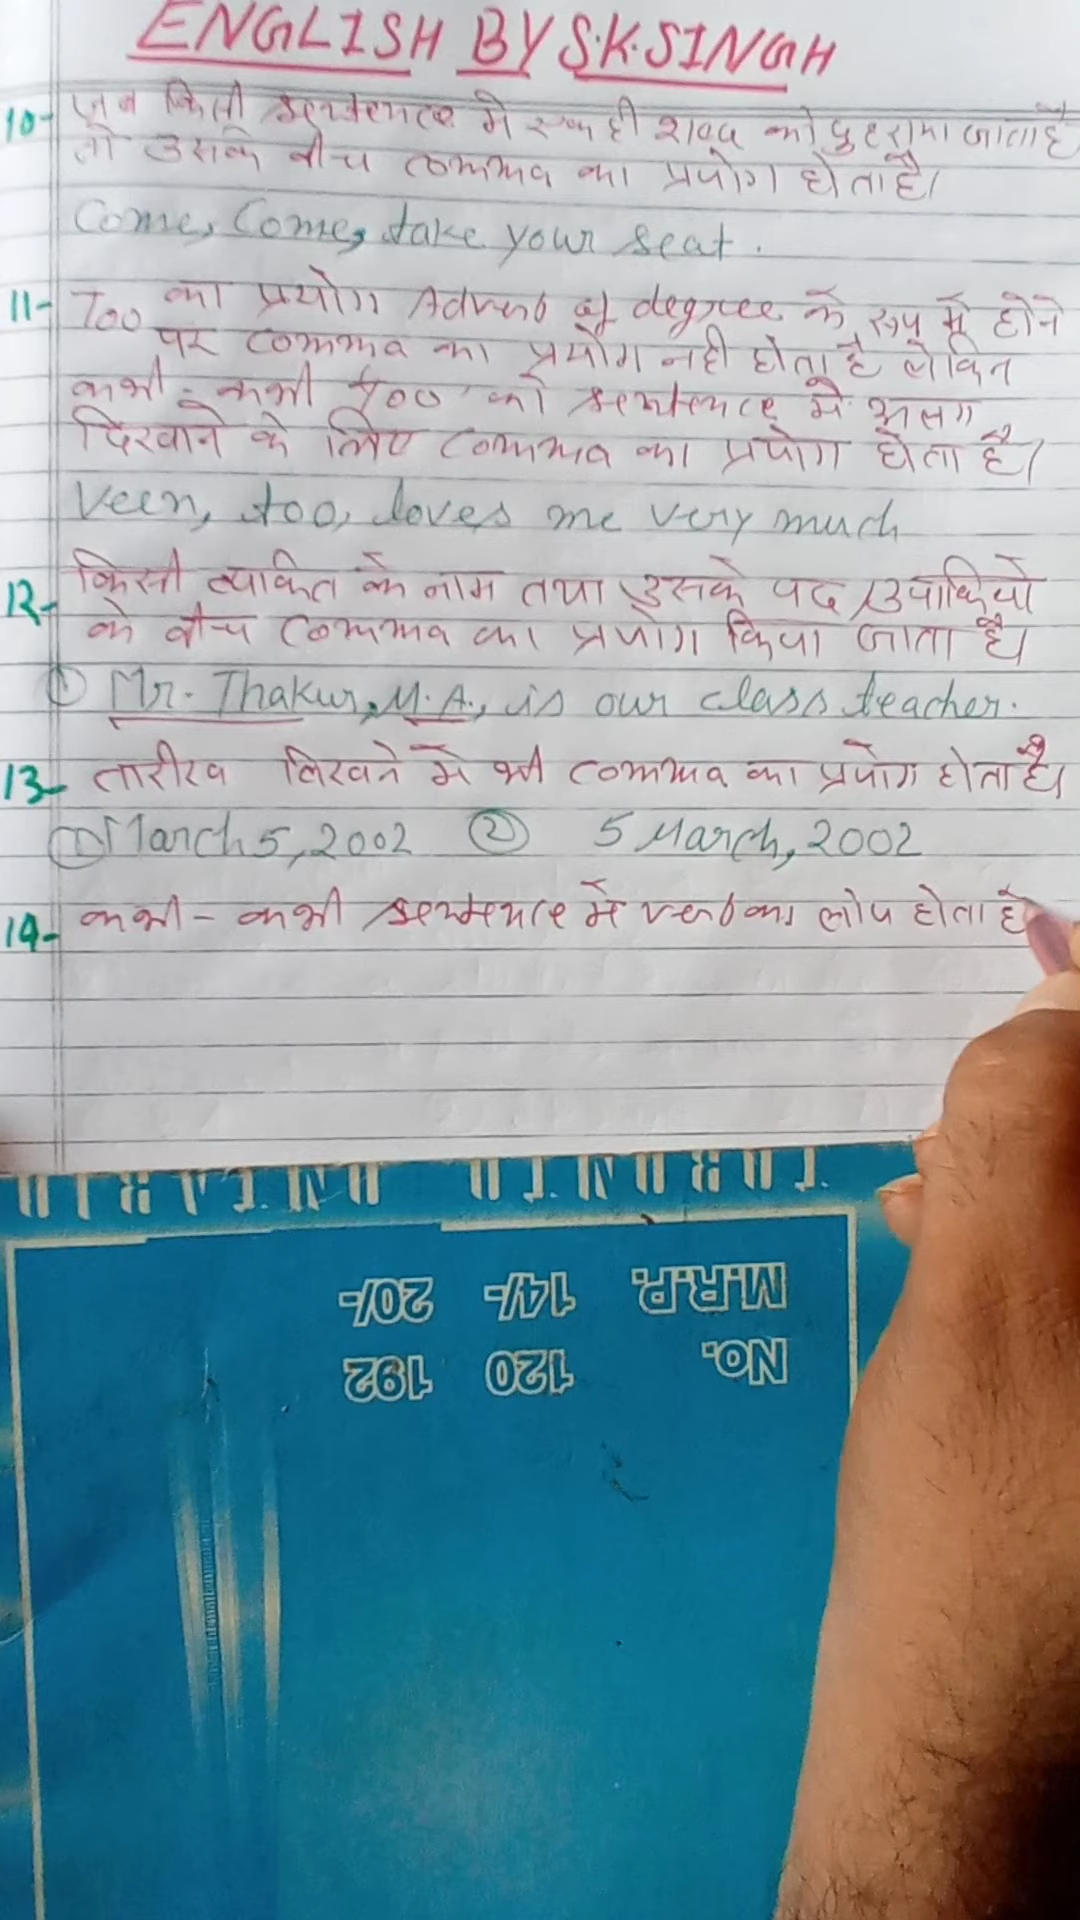 ENGLISH BY S.K.SINGH
10- जब किसी sentence मे एक ही शब्द को दुहराया जाता है
तो उसके बीच comma का प्रयोग होता है।
Come, Come, take your seat.
11- Too का प्रयोग Adverb of degree के रूप में होने
पर comma का प्रयोग नही होता है लेकिन
कभी-कभी too को sentence मे अलग
दिखाने के लिए comma का प्रयोग होता है।
Veen, too, loves me very much
12- किसी व्यक्ति के नाम तथा उसके पद /उपाधियो
के बीच comma का प्रयोग किया जाता है।
① Mr. Thakur, M.A., is our class teacher.
13- तारीख लिखने मे भी comma का प्रयोग होता है।
① March 5, 2002 ② 5 March, 2002
14- कभी-कभी sentence में verb का लोप होता है
M.R.P. 14/- 20/-
No. 120 192